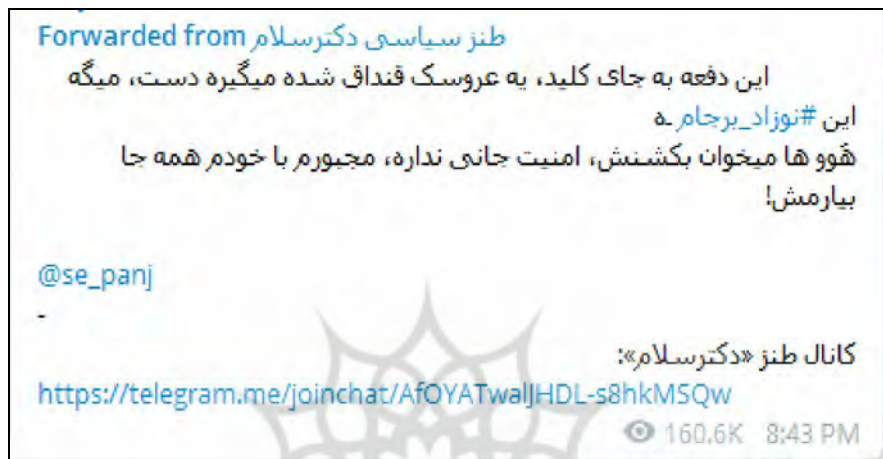 Forwarded from طنز سیاسی دکترسلام
این دفعه به جای کلید، یه عروسک قنداق شده میگیره دست، میگه
این #نوزاد_برجام ـه
هَوو ها میخوان بکشنش، امنیت جانی نداره، مجبورم با خودم همه جا
بیارمش!
@se_panj
-
کانال طنز «دکترسلام»:
https://telegram.me/joinchat/AfOYATwalJHDL-s8hkMSQw
160.6K 8:43 PM